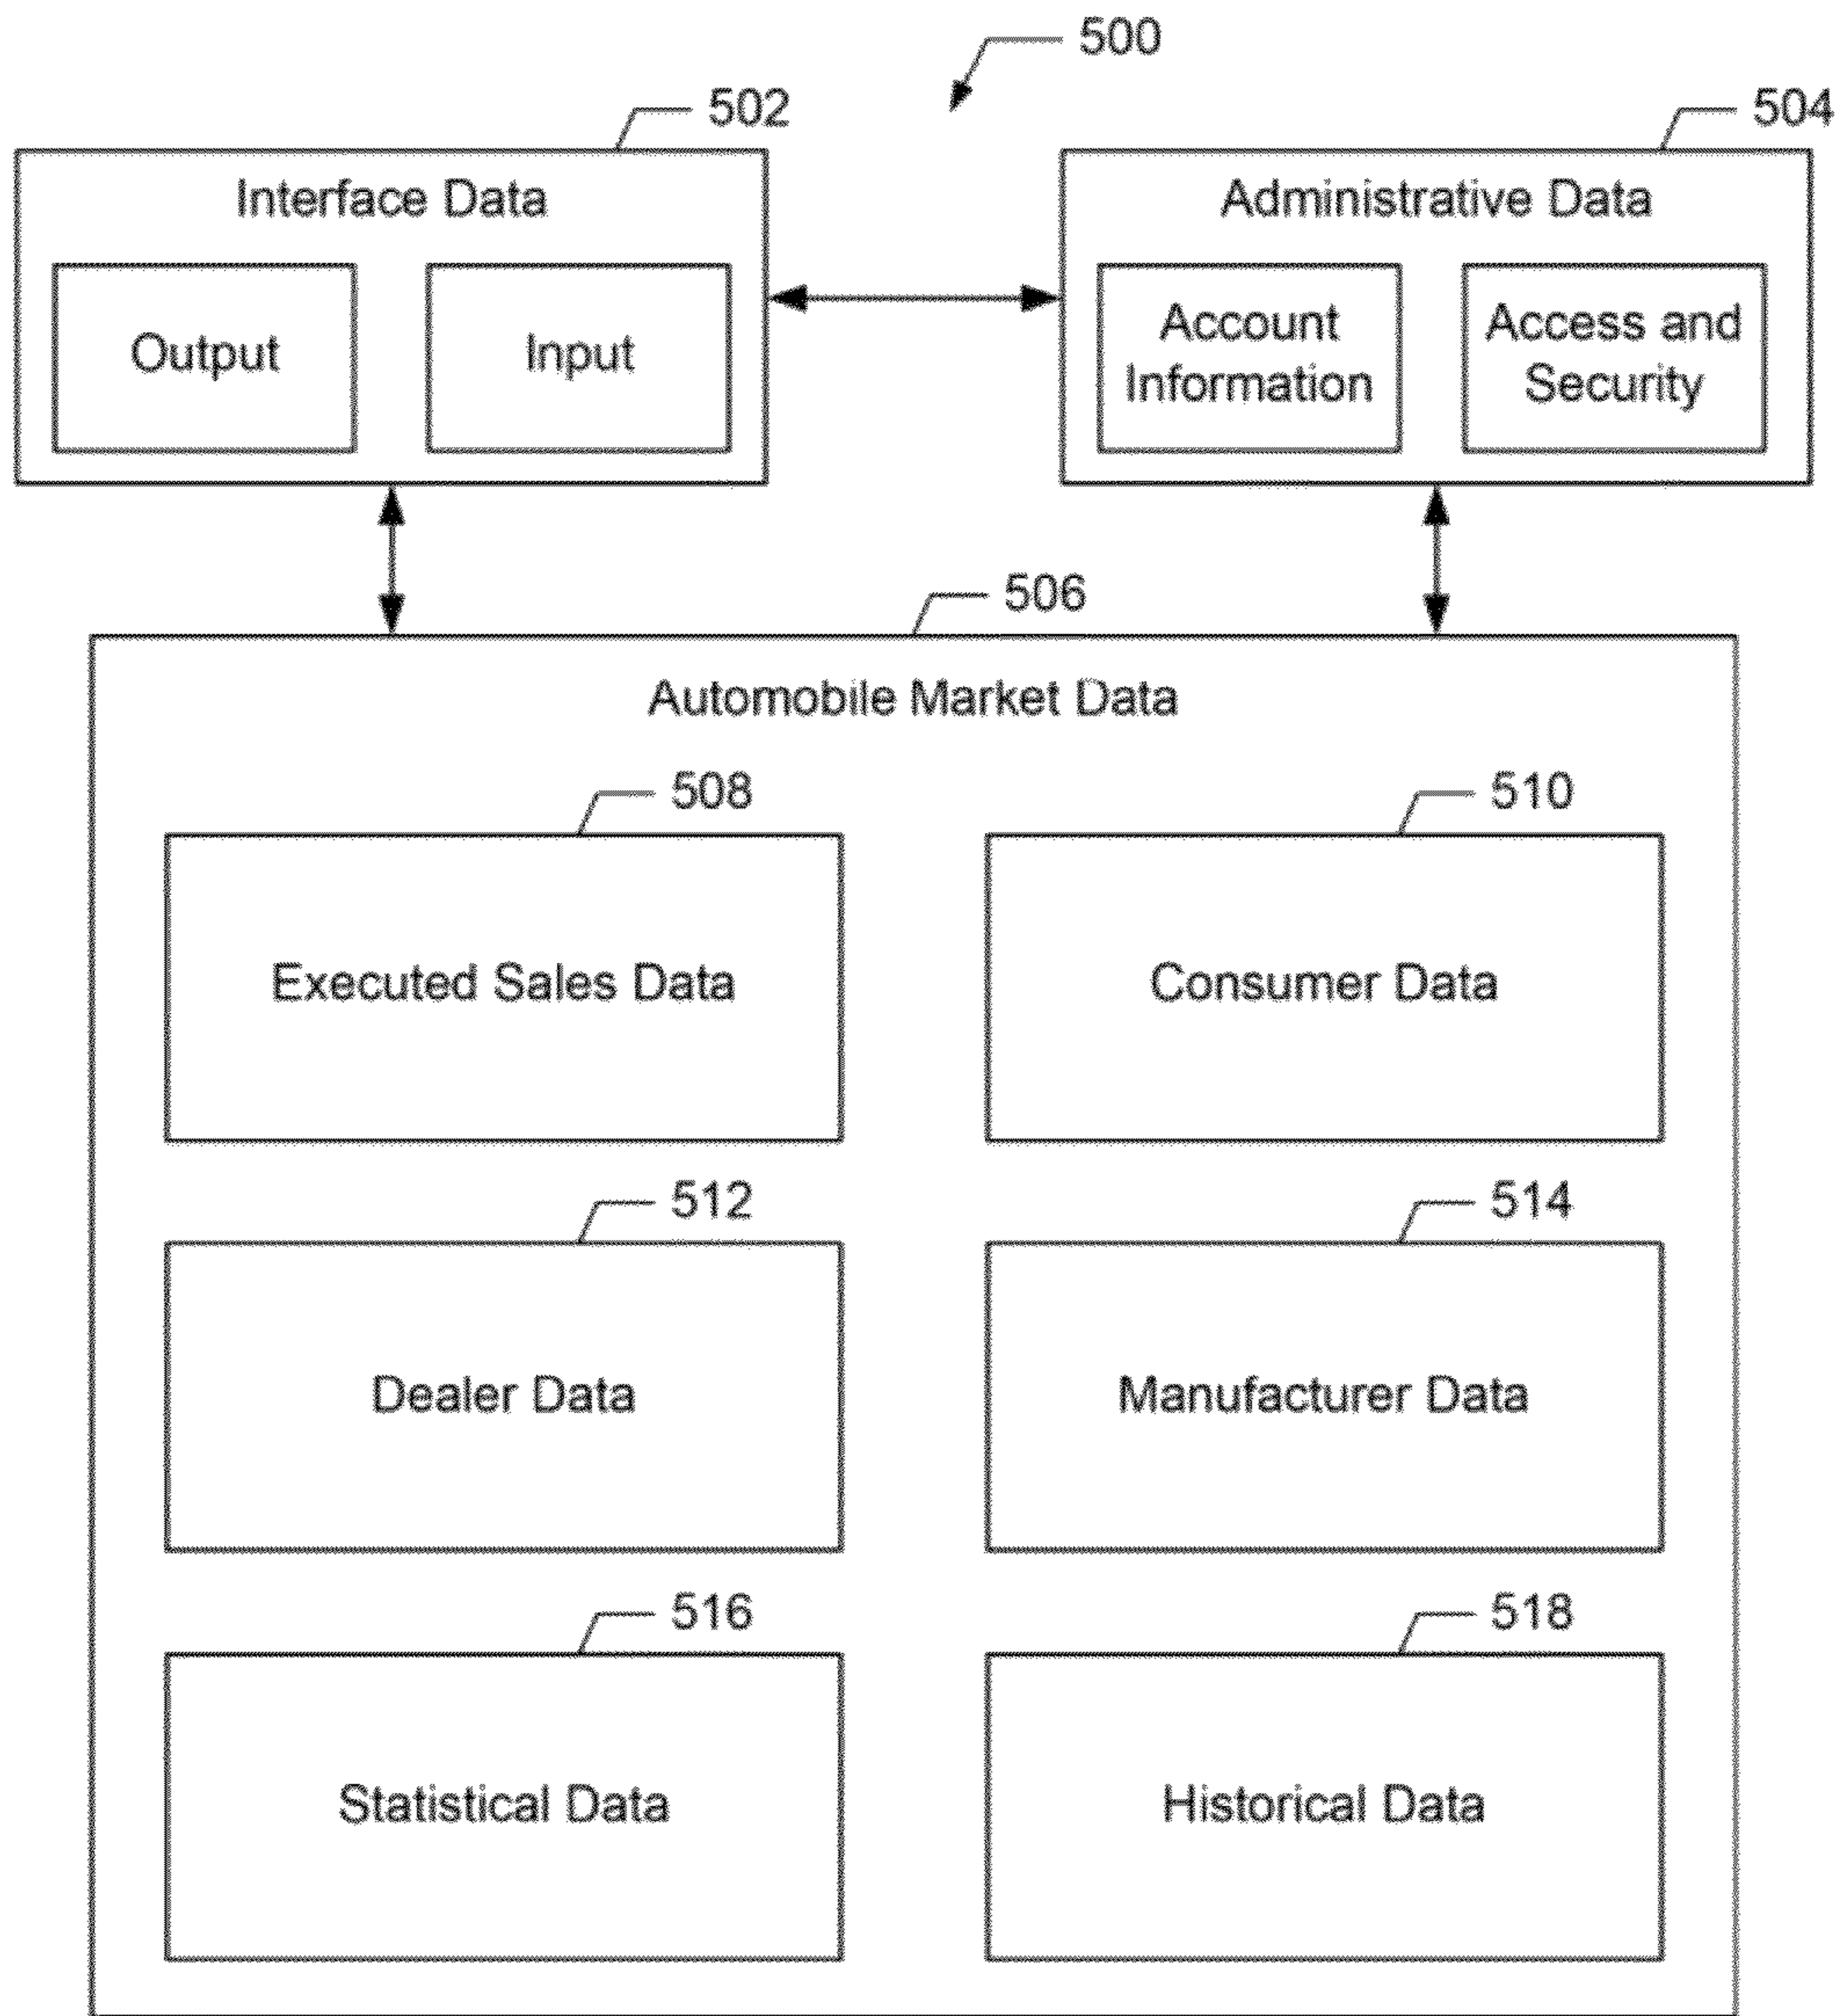 500
502
504
Interface Data
Administrative Data
Output
Input
Account
Information
Access and
Security
506
Automobile Market Data
508
510
Executed Sales Data
Consumer Data
512
514
Dealer Data
Manufacturer Data
516
518
Statistical Data
Historical Data